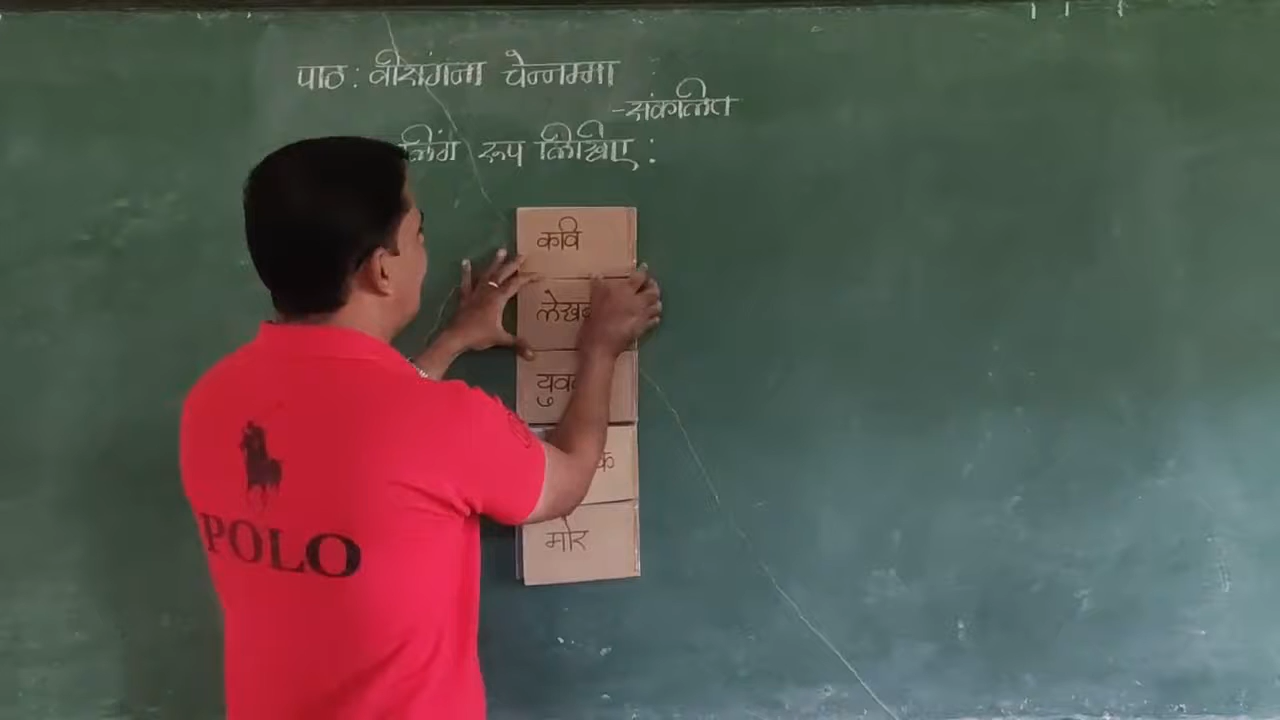 पाठ: वीरांगना चेन्नम्मा
-संकलित
लिंग रूप लिखिए:
कवि
मोर
POLO